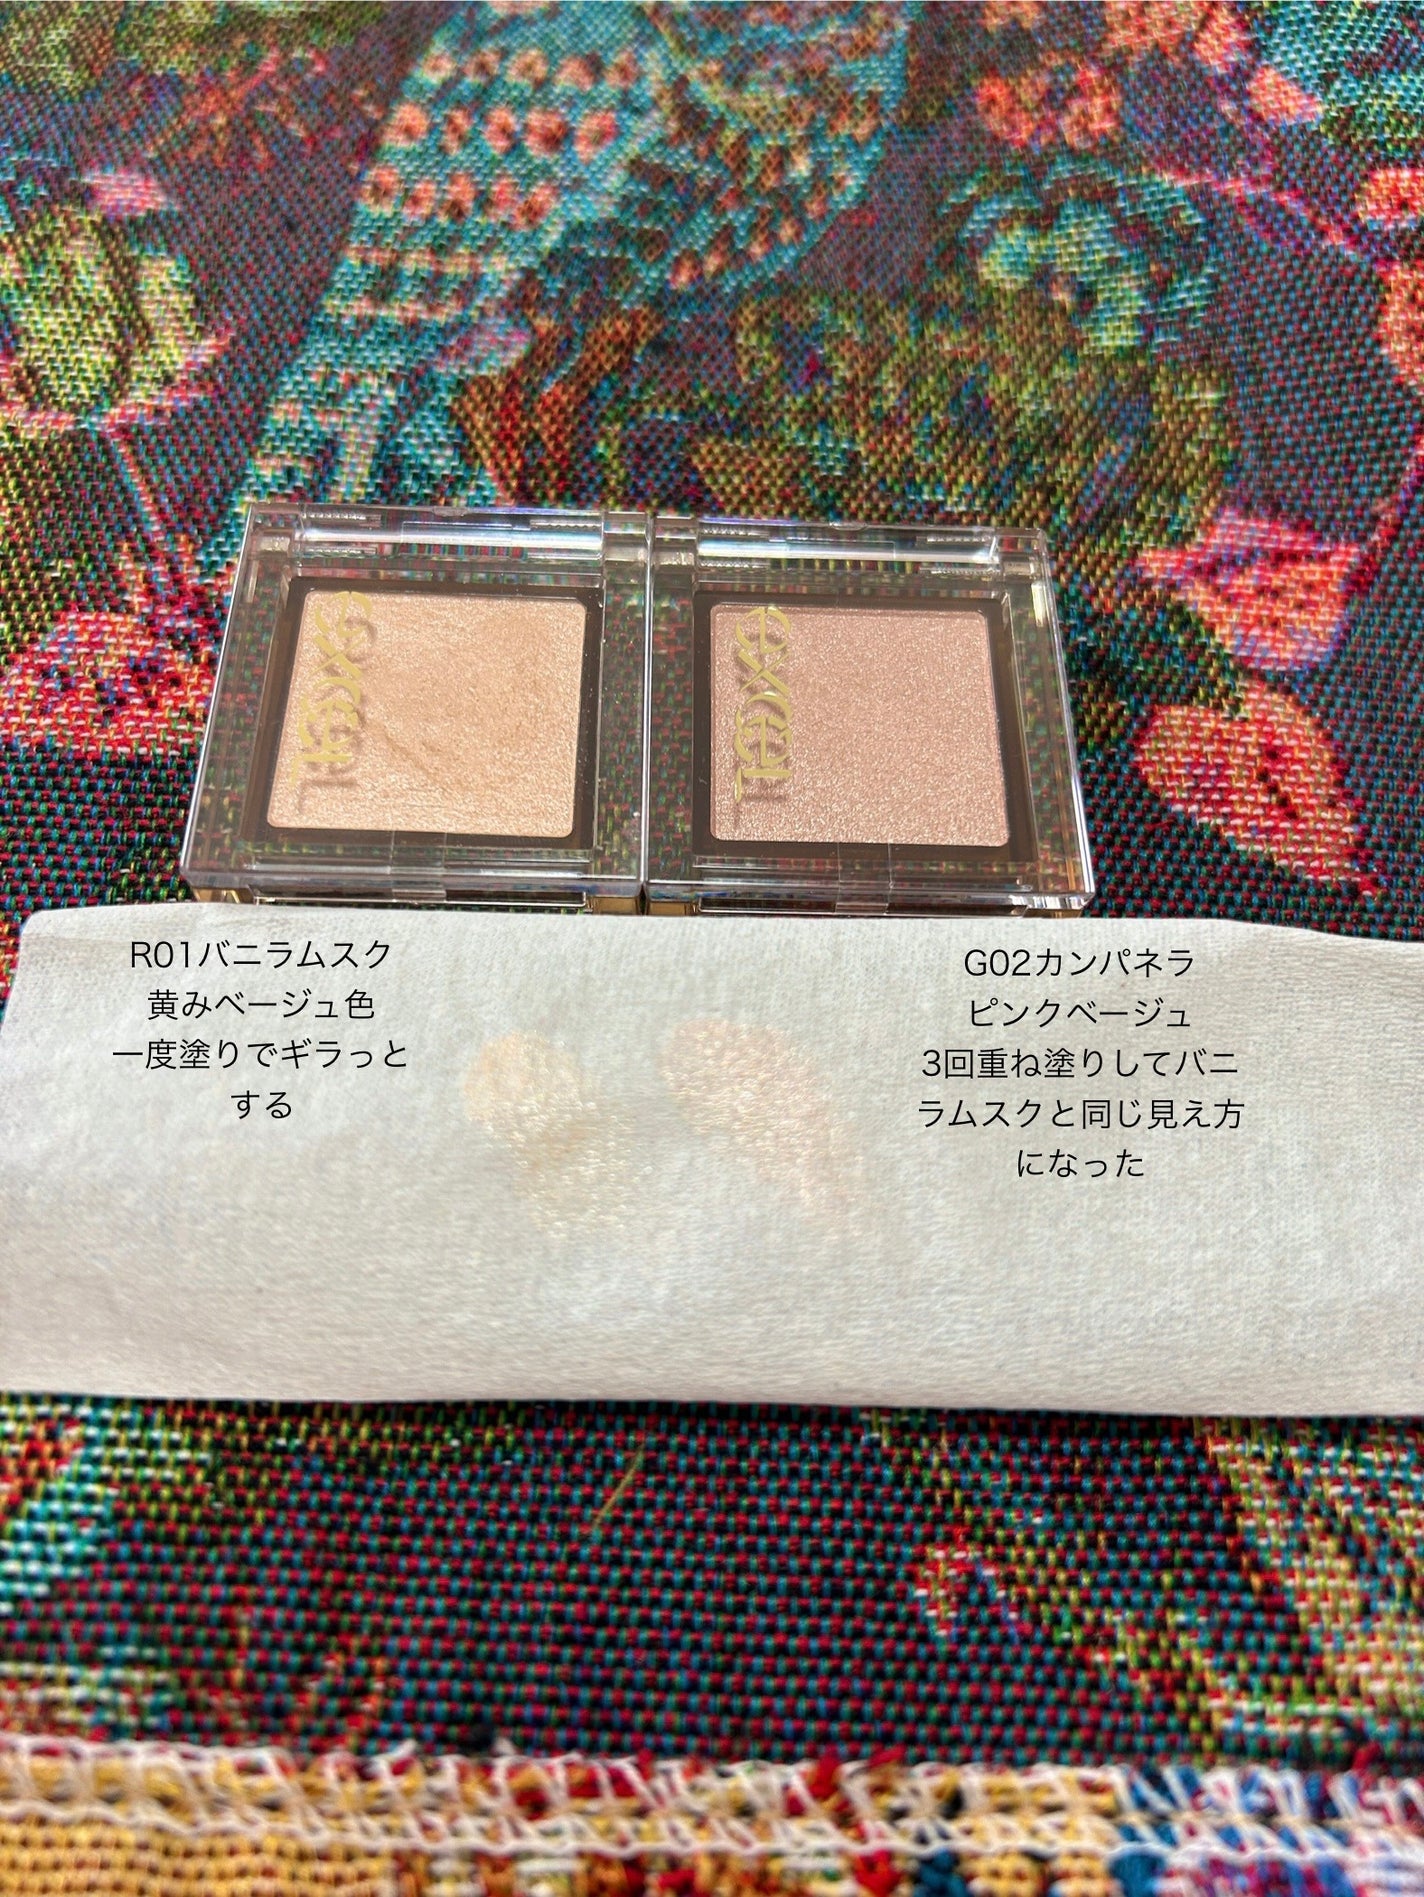 excel
excel
R01バニラムスク
黄みベージュ色
一度塗りでギラっと
する
G02カンパネラ
ピンクベージュ
3回重ね塗りしてバニ
ラムスクと同じ見え方
になった